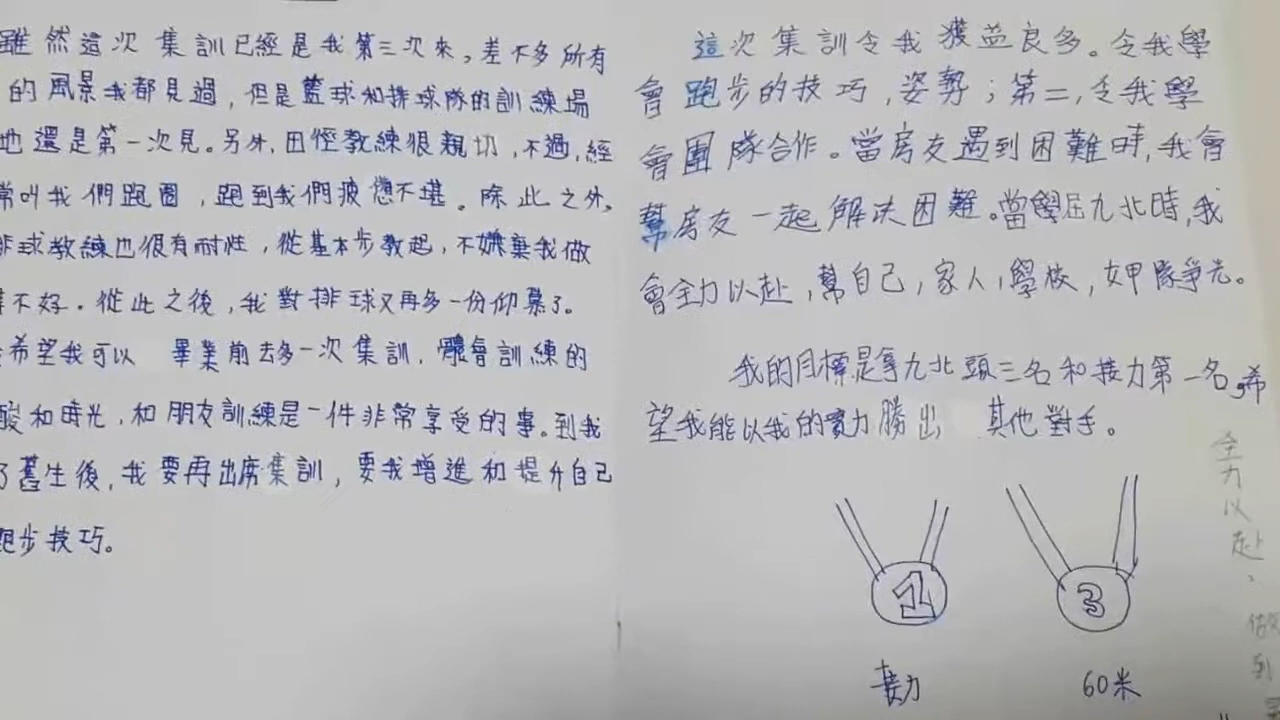 雖然這次集訓已經是我第三次來，差不多所有
的風景我都見過，但是籃球和排球隊的訓練場
地還是第一次見。另外，田徑教練很親切，不過，經
常叫我們跑圈，跑到我們疲憊不堪。除此之外，
排球教練也很有耐性，從基本步教起，不嫌棄我做
不好。從此之後，我對排球又再多一份仰慕了。
希望我可以 畢業前去多一次集訓，體會訓練的
酸和時光，和朋友訓練是一件非常享受的事。到我
了舊生後，我要再出席集訓，要我增進和提升自己
跑步技巧。
這次集訓令我獲益良多。令我學
會跑步的技巧，姿勢；第二，令我學
會團隊合作。當房友遇到困難時，我會
幫房友一起解決困難。當學屆九北時，我
會全力以赴，幫自己，家人，學校，女甲隊爭光。
我的目標是拿九北頭三名和接力第一名，希
望我能以我的實力勝出 其他對手。
1
3
接力
60米
全力以赴、做到